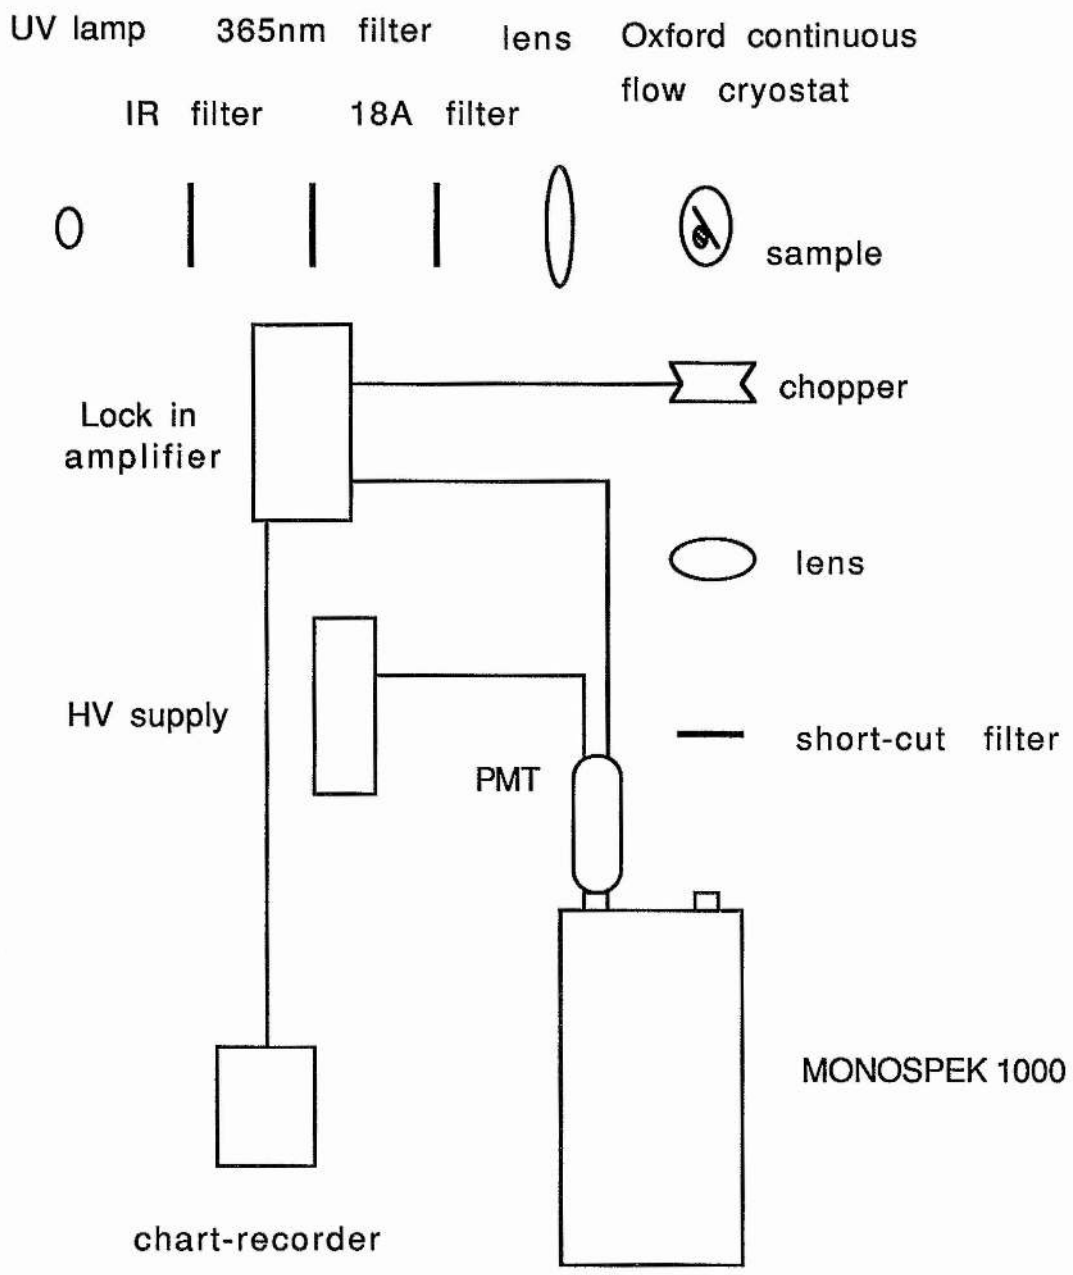 UV lamp
365nm filter
lens
Oxford continuous
flow cryostat
IR filter
18A filter
sample
chopper
Lock in
amplifier
lens
HV supply
short-cut filter
PMT
MONOSPEK 1000
chart-recorder